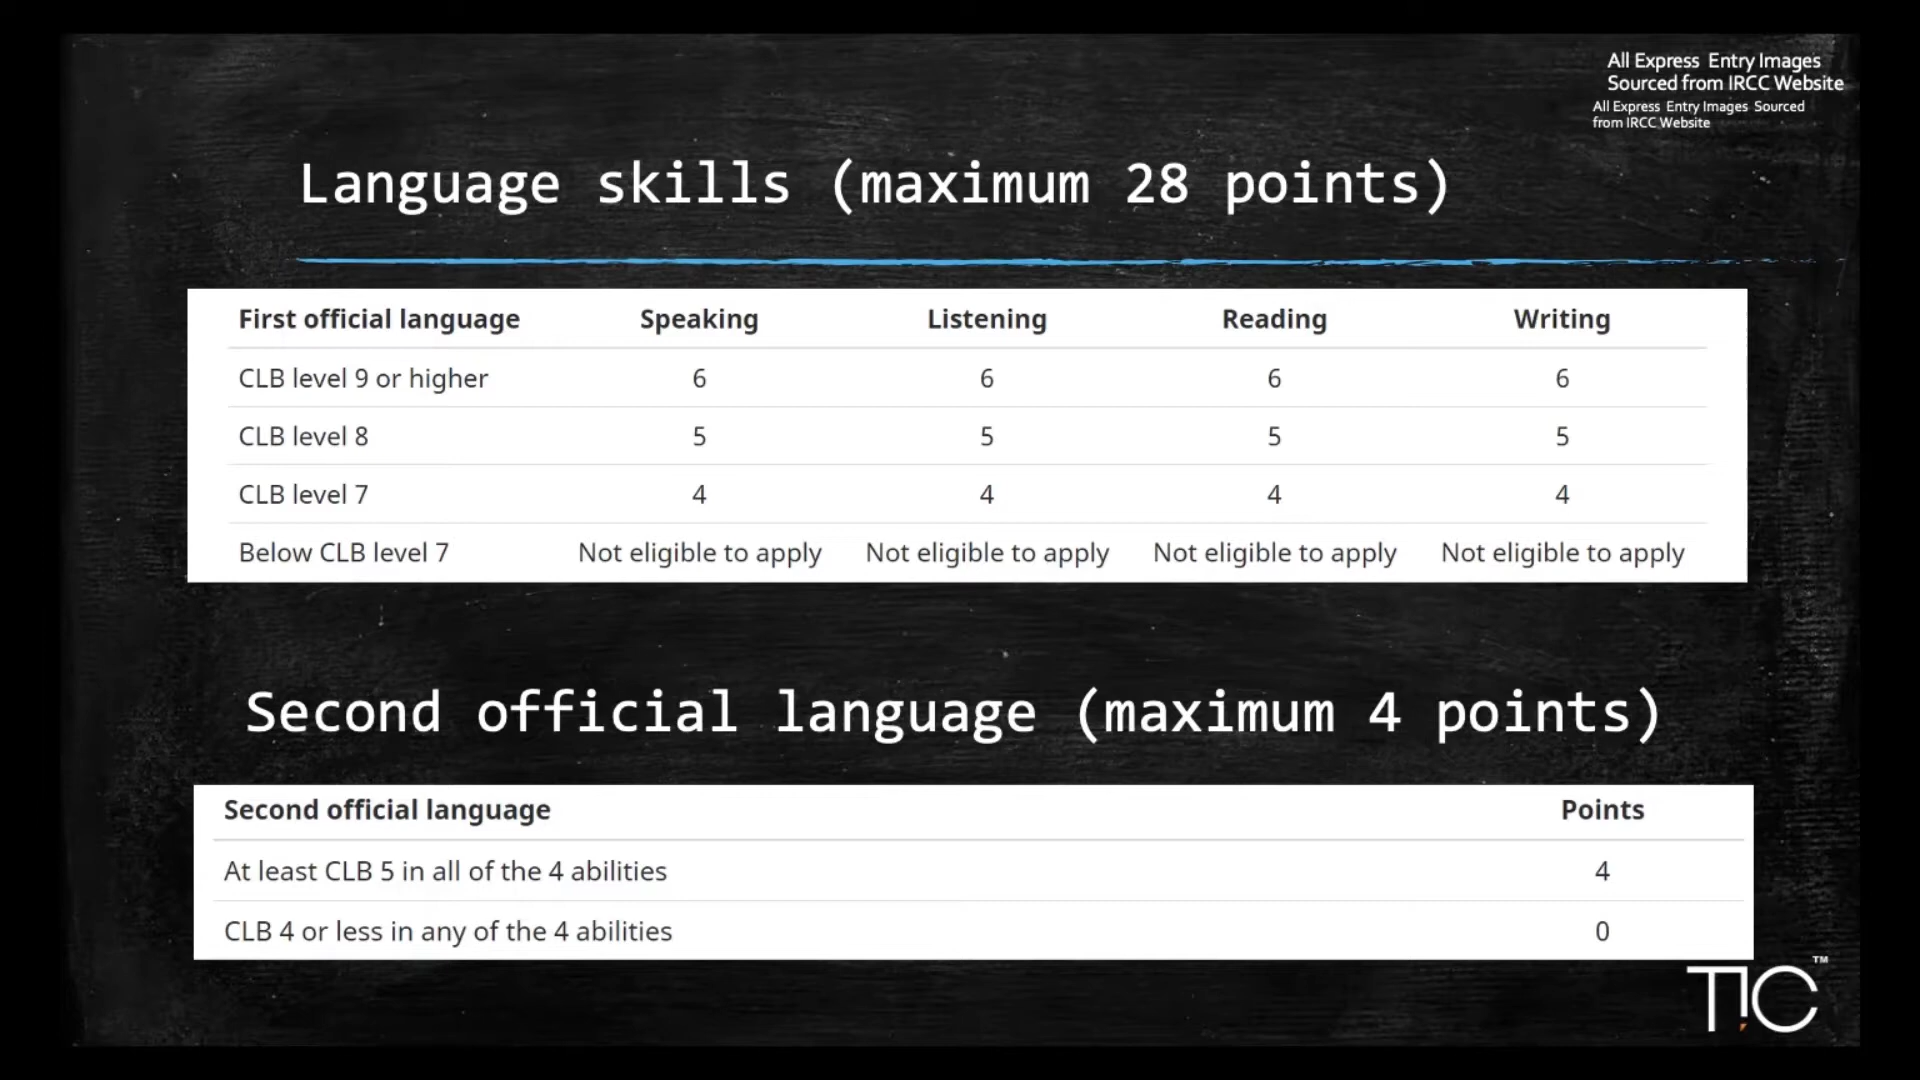 All Express Entry Images
Sourced from IRCC Website
All Express Entry Images Sourced
from IRCC Website
Language skills (maximum 28 points)
First official language Speaking Listening Reading Writing
CLB level 9 or higher 6 6 6 6
CLB level 8 5 5 5 5
CLB level 7 4 4 4 4
Below CLB level 7 Not eligible to apply Not eligible to apply Not eligible to apply Not eligible to apply
Second official language (maximum 4 points)
Second official language Points
At least CLB 5 in all of the 4 abilities 4
CLB 4 or less in any of the 4 abilities 0
TIC™